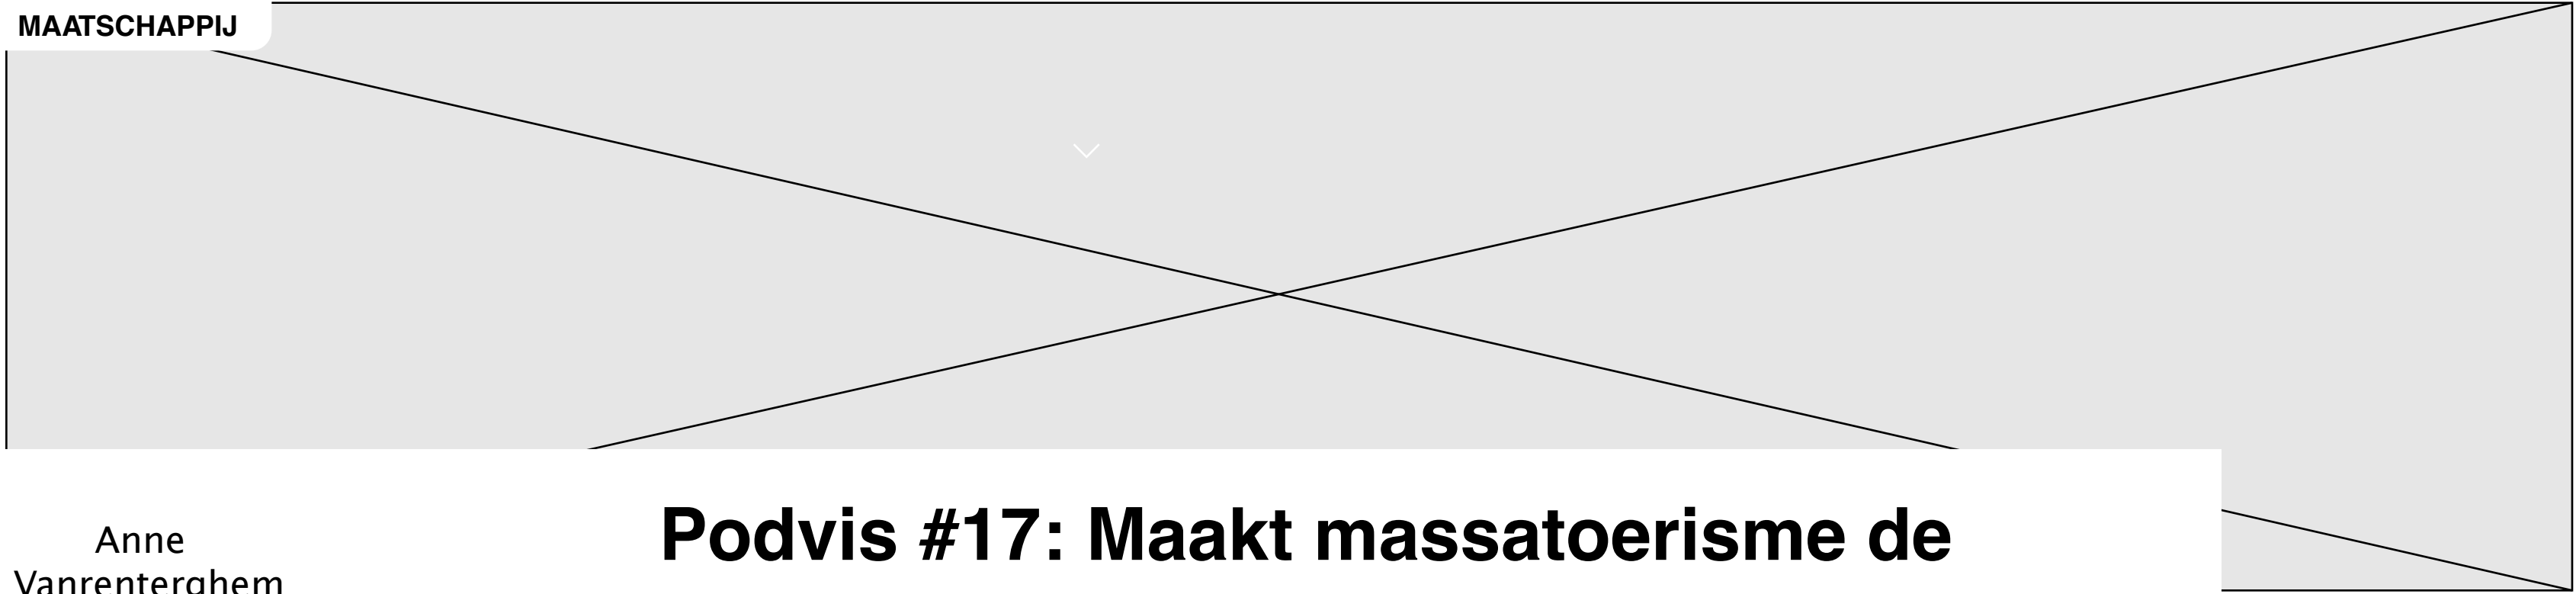 MAATSCHAPPIJ
Podvis #17: Maakt massatoerisme de
Anne
Vanrenterghem